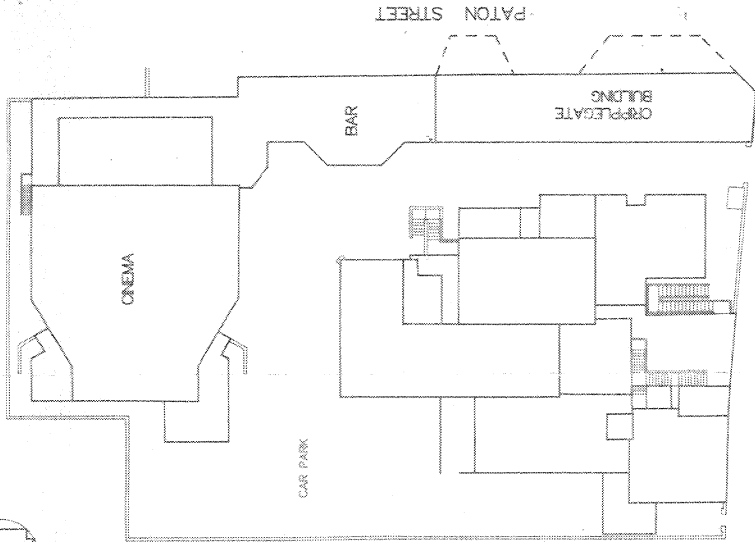 PATON STREET
CRIPPLEGATE
BUILDING
BAR
CINEMA
CAR PARK